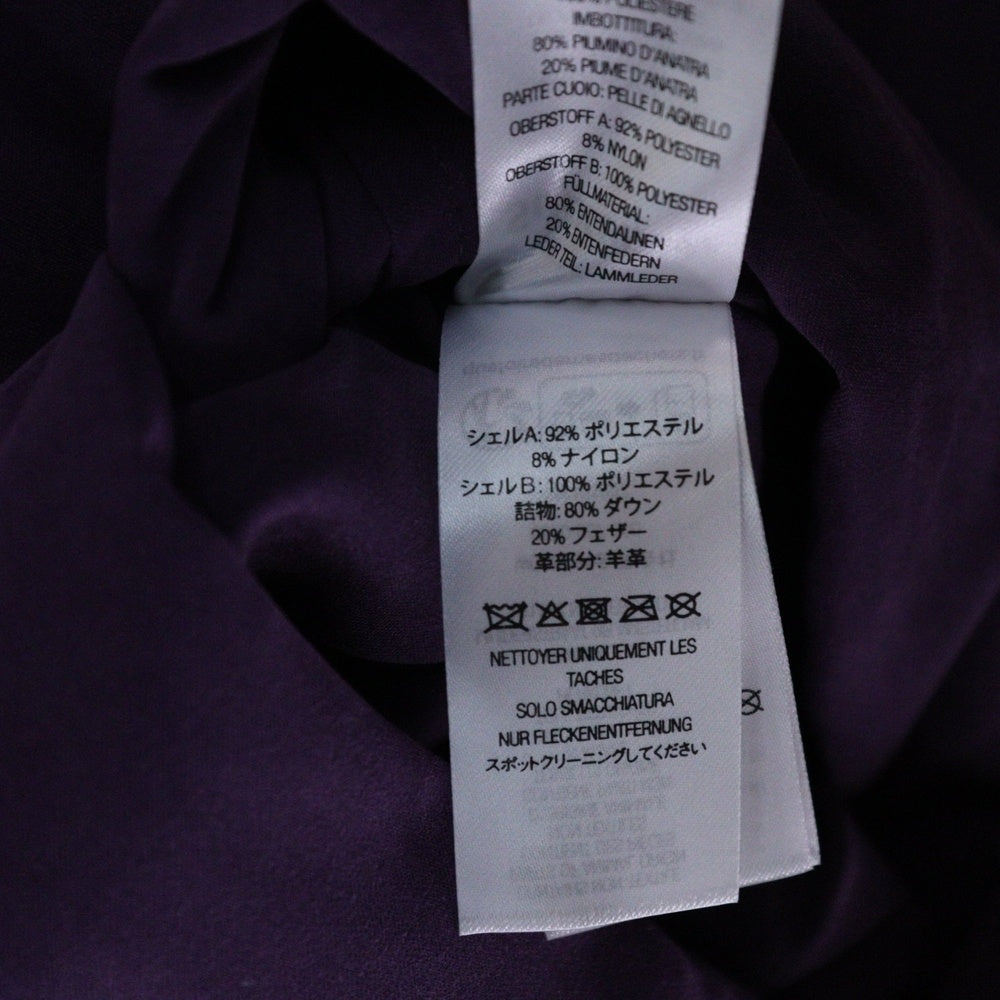 POLIESTERE
IMBOTTITURA:
80% PIUMINO D'ANATRA
20% PIUME D'ANATRA
PARTE CUOIO: PELLE DI AGNELLO
OBERSTOFF A: 92% POLYESTER
8% NYLON
OBERSTOFF B: 100% POLYESTER
FÜLLMATERIAL:
80% ENTENDAUNEN
20% ENTENFEDERN
LEDER TEIL: LAMMLEDER
シェルA: 92% ポリエステル
8% ナイロン
シェルB: 100% ポリエステル
詰物: 80% ダウン
20% フェザー
革部分: 羊革
NETTOYER UNIQUEMENT LES
TACHES
SOLO SMACCHIATURA
NUR FLECKENENTFERNUNG
スポットクリーニングしてください